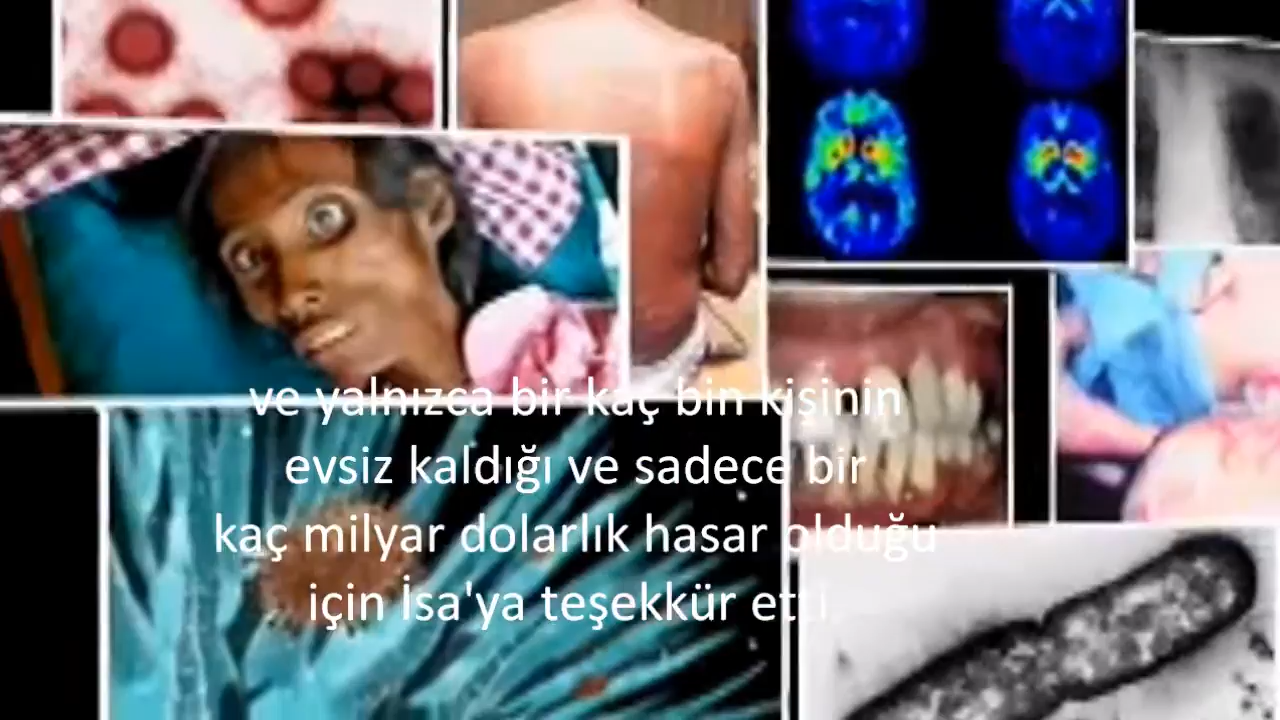 ve yalnızca bir kaç bin kişinin
evsiz kaldığı ve sadece bir
kaç milyar dolarlık hasar olduğu
için İsa'ya teşekkür etti.